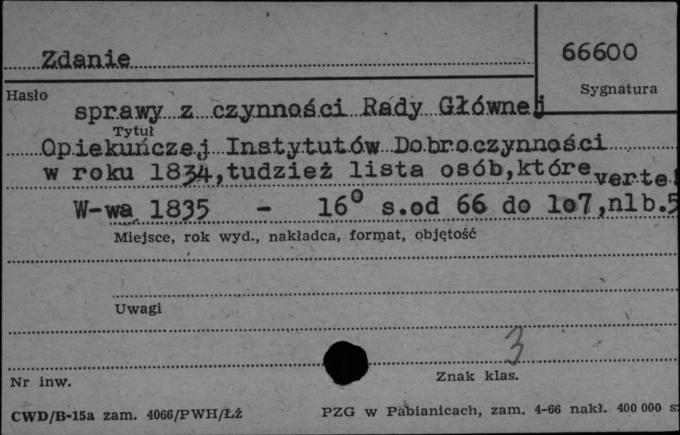 Zdanie
66600
Hasło
Sygnatura
sprawy z czynności Rady Głównej
Tytuł
Opiekuńczej Instytutów Dobroczynności
w roku 1834,tudzież lista osób,które verte!
W-wa 1835 - 16° s.od 66 do 1o7,nlb.5
Miejsce, rok wyd., nakładca, format, objętość
Uwagi
3
Nr inw.
Znak klas.
CWD/B-15a zam. 4066/PWH/Łź
PZG w Pabianicach, zam. 4-66 nakł. 400 000 s